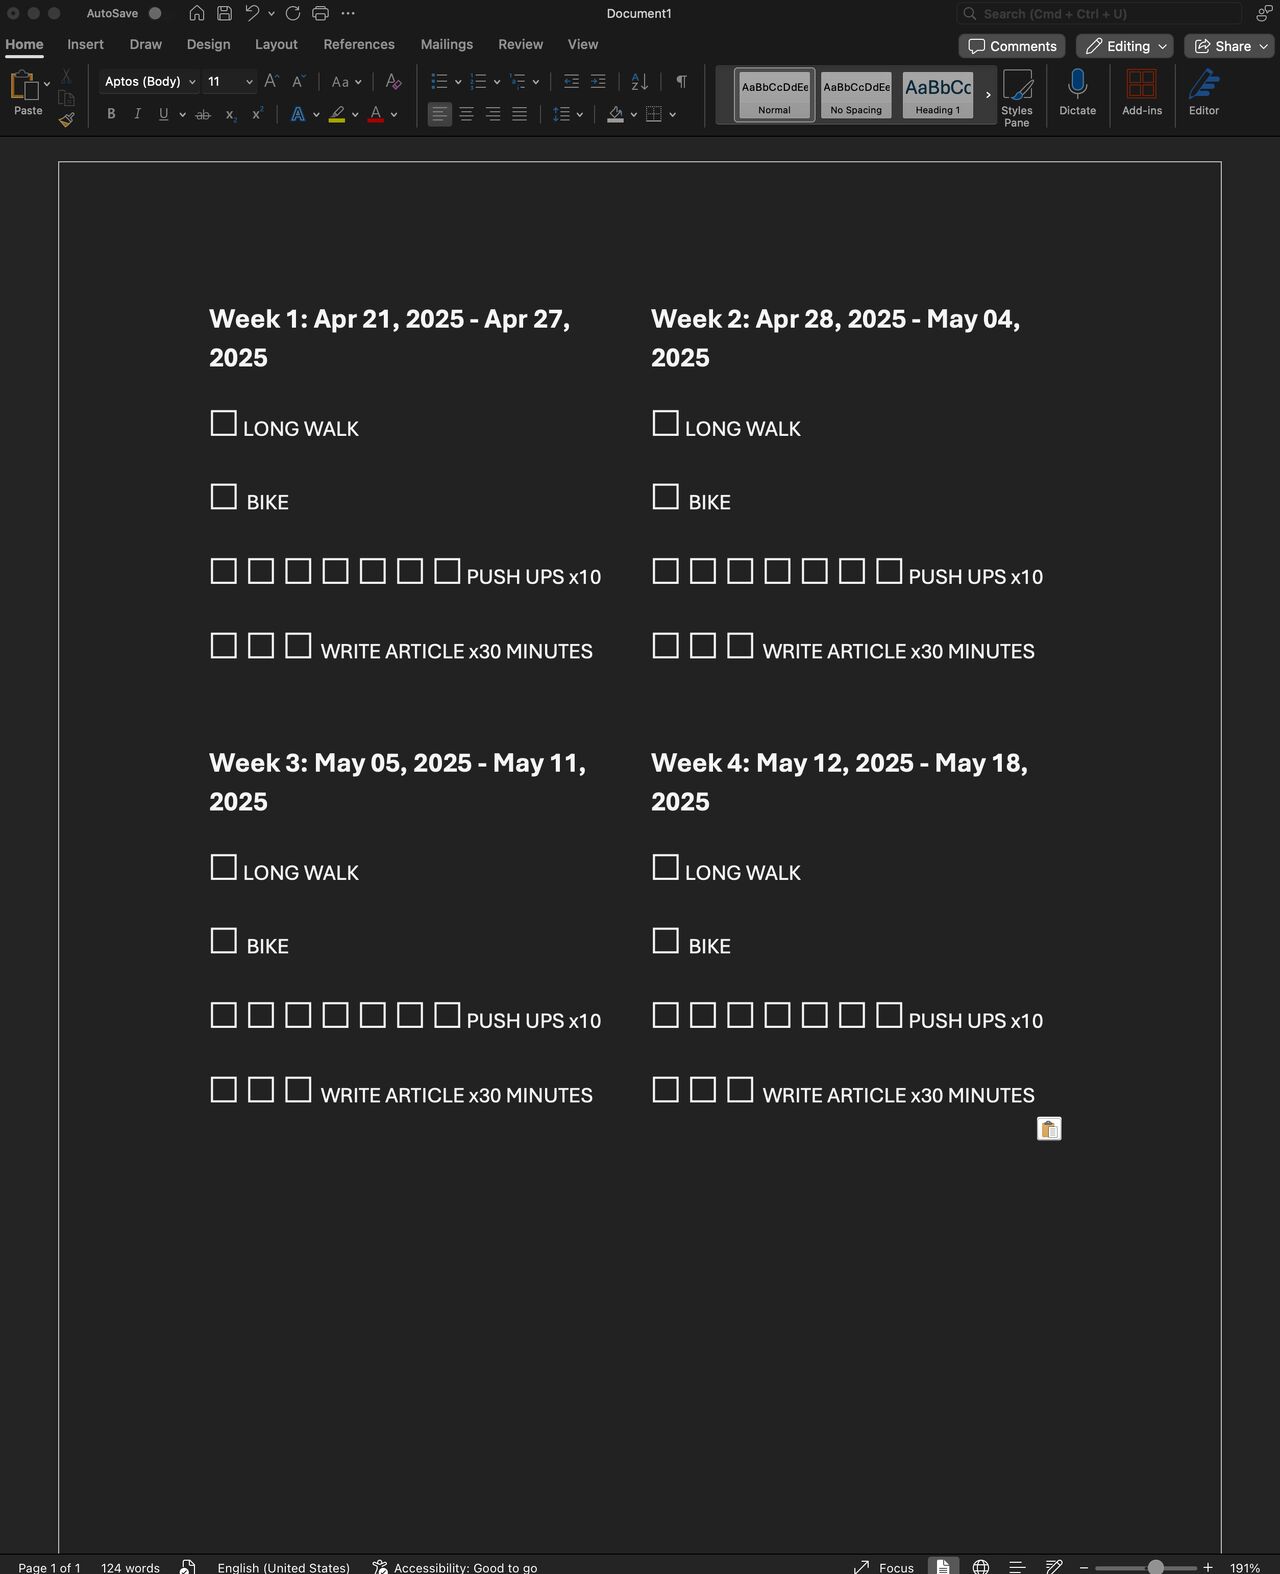 AutoSave
Document1
Search (Cmd + Ctrl + U)
Home Insert Draw Design Layout References Mailings Review View
Comments Editing Share
Paste
Aptos (Body) 11
AaBbCcDdEe Normal
AaBbCcDdEe No Spacing
AaBbCc Heading 1
Styles Pane
Dictate
Add-ins
Editor
Week 1: Apr 21, 2025 - Apr 27,
2025
☐ LONG WALK
☐ BIKE
☐ ☐ ☐ ☐ ☐ ☐ ☐ PUSH UPS x10
☐ ☐ ☐ WRITE ARTICLE x30 MINUTES
Week 2: Apr 28, 2025 - May 04,
2025
☐ LONG WALK
☐ BIKE
☐ ☐ ☐ ☐ ☐ ☐ ☐ PUSH UPS x10
☐ ☐ ☐ WRITE ARTICLE x30 MINUTES
Week 3: May 05, 2025 - May 11,
2025
☐ LONG WALK
☐ BIKE
☐ ☐ ☐ ☐ ☐ ☐ ☐ PUSH UPS x10
☐ ☐ ☐ WRITE ARTICLE x30 MINUTES
Week 4: May 12, 2025 - May 18,
2025
☐ LONG WALK
☐ BIKE
☐ ☐ ☐ ☐ ☐ ☐ ☐ PUSH UPS x10
☐ ☐ ☐ WRITE ARTICLE x30 MINUTES
Page 1 of 1 124 words English (United States) Accessibility: Good to go Focus 191%